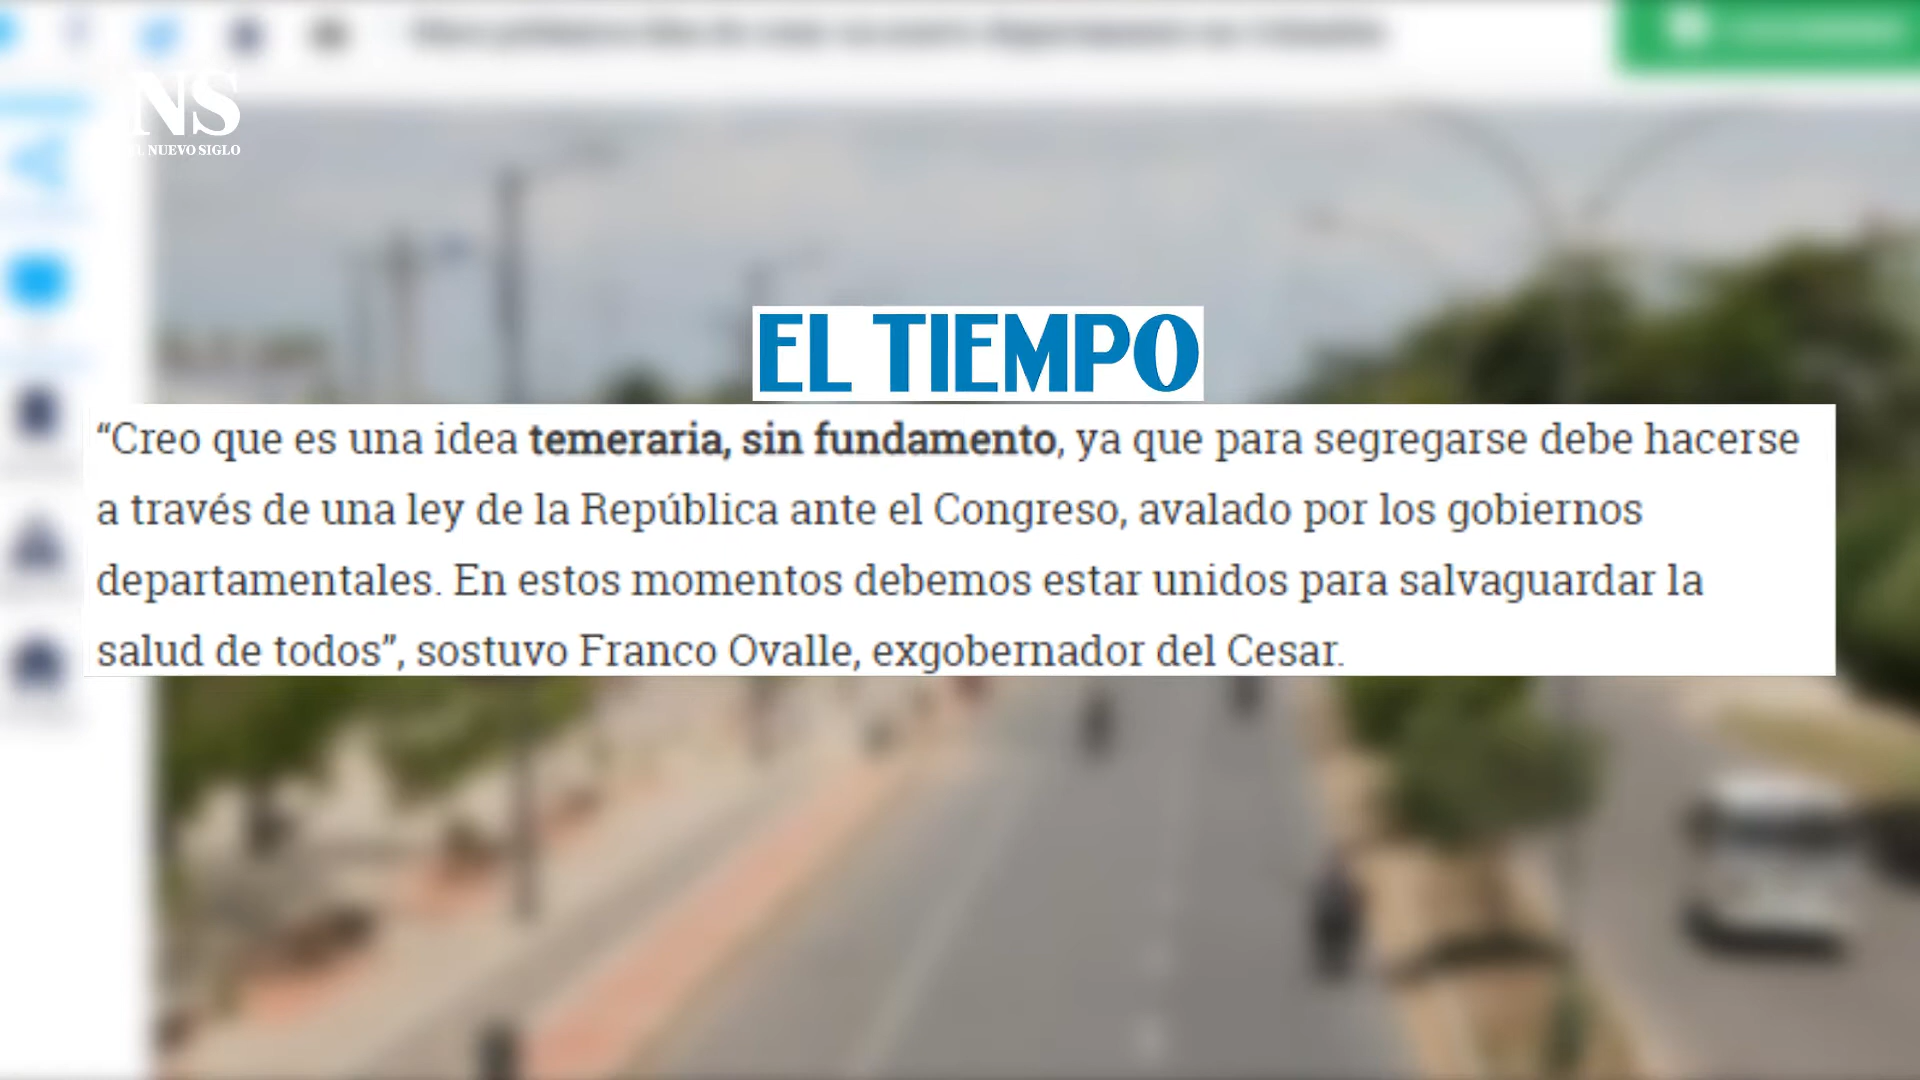 NS
EL NUEVO SIGLO
EL TIEMPO
“Creo que es una idea temeraria, sin fundamento, ya que para segregarse debe hacerse
a través de una ley de la República ante el Congreso, avalado por los gobiernos
departamentales. En estos momentos debemos estar unidos para salvaguardar la
salud de todos”, sostuvo Franco Ovalle, exgobernador del Cesar.